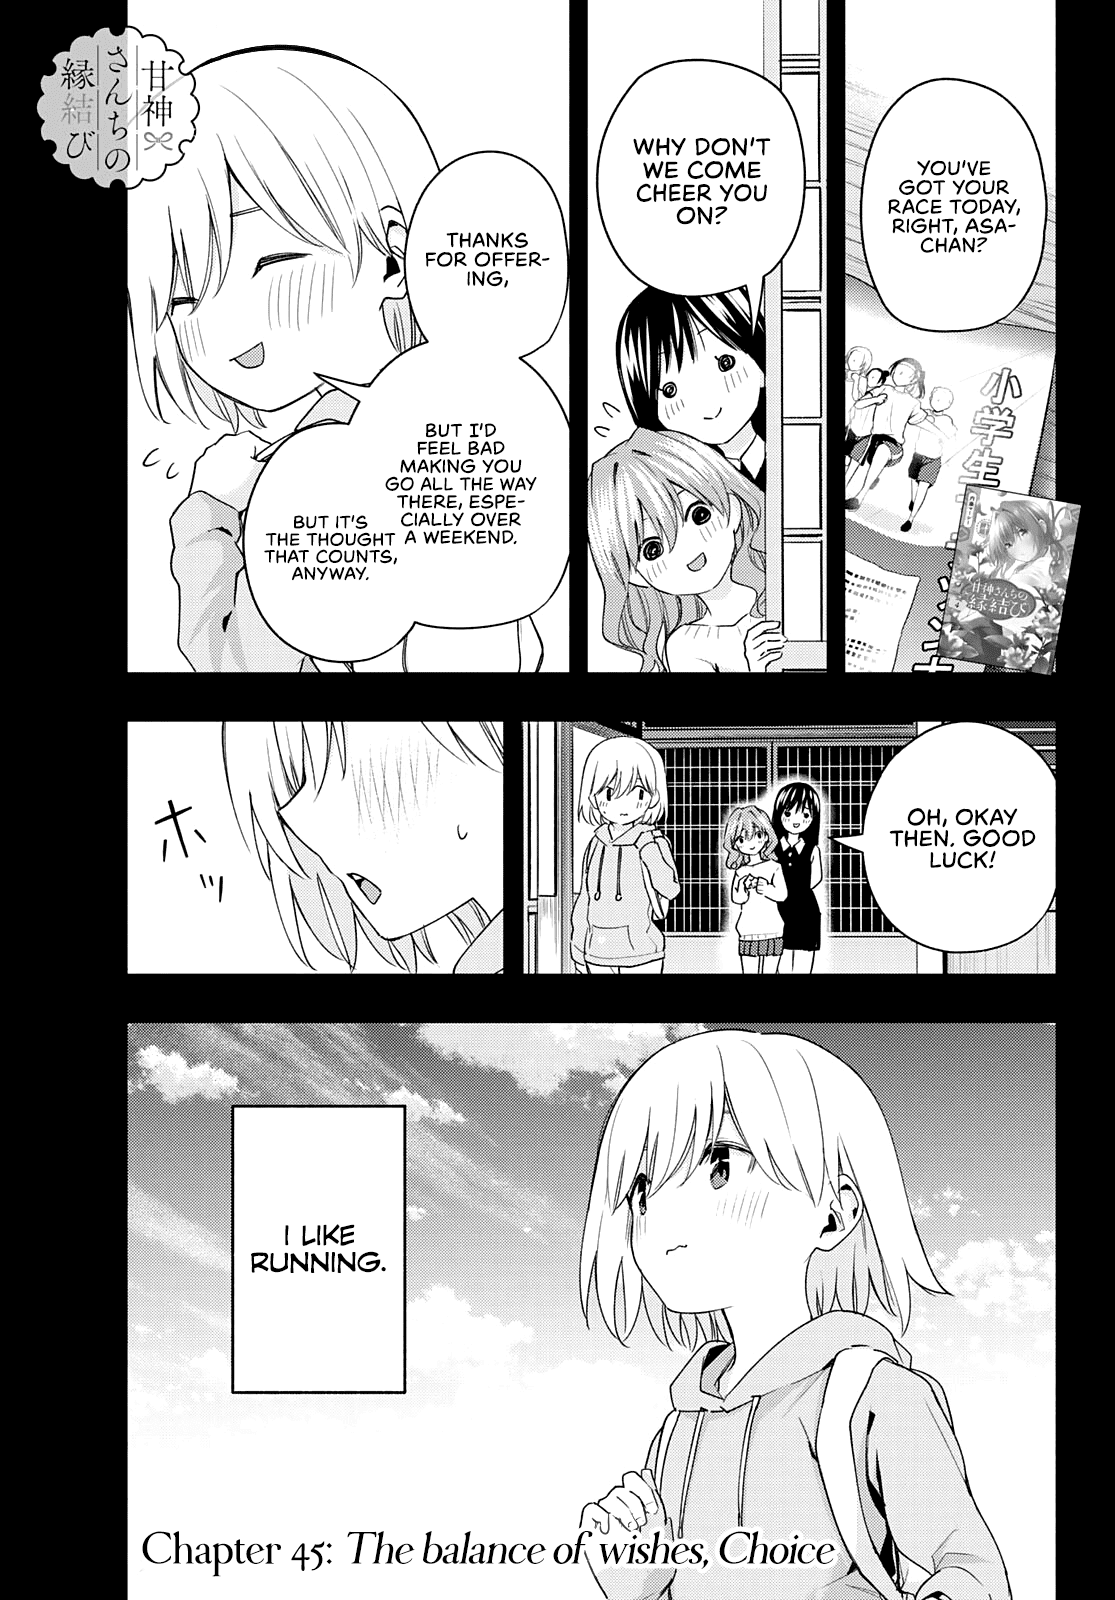 YOU'VE
GOT YOUR
RACE TODAY,
RIGHT, ASA-
CHAN?
小学生
甘神さんちの
縁結び
WHY DON'T
WE COME
CHEER YOU
ON?
THANKS
FOR OFFER-
ING,
BUT I'D
FEEL BAD
MAKING YOU
GO ALL THE WAY
THERE, ESPE-
CIALLY OVER
A WEEKEND.
BUT IT'S
THE THOUGHT
THAT COUNTS,
ANYWAY.
甘神
さんちの
縁結び
OH, OKAY
THEN. GOOD
LUCK!
ホッ
I LIKE
RUNNING.
Chapter 45: The balance of wishes, Choice